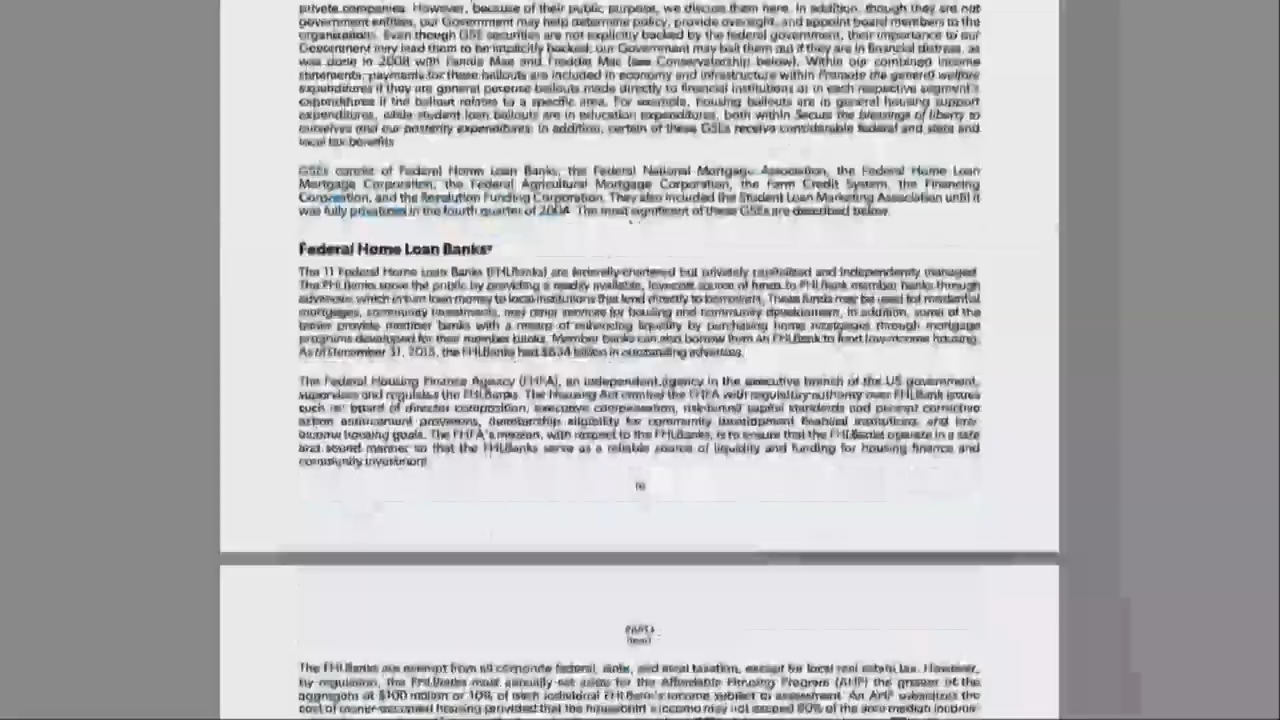 private companies. However, because of their public purpose, we discuss them here. In addition, though they are not
government entities, our Government may help determine policy, provide oversight, and appoint board members to the
organizations. Even though GSE securities are not explicitly backed by the federal government, their importance to our
Government may lead them to be implicitly backed; our Government may bail them out if they are in financial distress, as
was done in 2008 with Fannie Mae and Freddie Mac (see Conservatorship below). Within our combined income
statements, payments for these bailouts are included in economy and infrastructure within Promote the general welfare
expenditures if they are general purpose bailouts made directly to financial institutions or in each respective segment's
expenditures if the bailout relates to a specific area. For example, housing bailouts are in general housing support
expenditures, while student loan bailouts are in education expenditures, both within Secure the blessings of liberty to
ourselves and our posterity expenditures. In addition, certain of these GSEs receive considerable federal and state and
local tax benefits.
GSEs consist of Federal Home Loan Banks, the Federal National Mortgage Association, the Federal Home Loan
Mortgage Corporation, the Federal Agricultural Mortgage Corporation, the Farm Credit System, the Financing
Corporation, and the Resolution Funding Corporation. They also included the Student Loan Marketing Association until it
was fully privatized in the fourth quarter of 2004. The most significant of these GSEs are described below.
Federal Home Loan Banks
The 11 Federal Home Loan Banks (FHLBanks) are federally-chartered but privately capitalized and independently managed.
The FHLBanks serve the public by providing a readily available, low-cost source of funds to FHLBank member banks through
advances, which in turn loan money to local institutions that lend directly to borrowers. These funds may be used for residential
mortgages, community investments, and other services for housing and community development. In addition, some of the
banks provide member banks with a means of enhancing liquidity by purchasing home mortgages through mortgage
programs developed for their member banks. Member banks can also borrow from an FHLBank to fund low-income housing.
As of December 31, 2015, the FHLBanks had $634 billion in outstanding advances.
The Federal Housing Finance Agency (FHFA), an independent agency in the executive branch of the US government,
supervises and regulates the FHLBanks. The Housing Act created the FHFA with regulatory authority over FHLBank issues
such as: board of director composition, executive compensation, risk-based capital standards and prompt corrective
action enforcement provisions, membership eligibility for community development financial institutions, and low-
income housing goals. The FHFA's mission, with respect to the FHLBanks, is to ensure that the FHLBanks operate in a safe
and sound manner so that the FHLBanks serve as a reliable source of liquidity and funding for housing finance and
community investment.
PART I
Item 1
The FHLBanks are exempt from all corporate federal, state, and local taxation, except for local real estate tax. However,
by regulation, the FHLBanks must annually set aside for the Affordable Housing Program (AHP) the greater of the
aggregate of $100 million or 10% of each individual FHLBank's income subject to assessment. An AHP subsidizes the
cost of owner-occupied housing provided that the household's income may not exceed 80% of the area median income